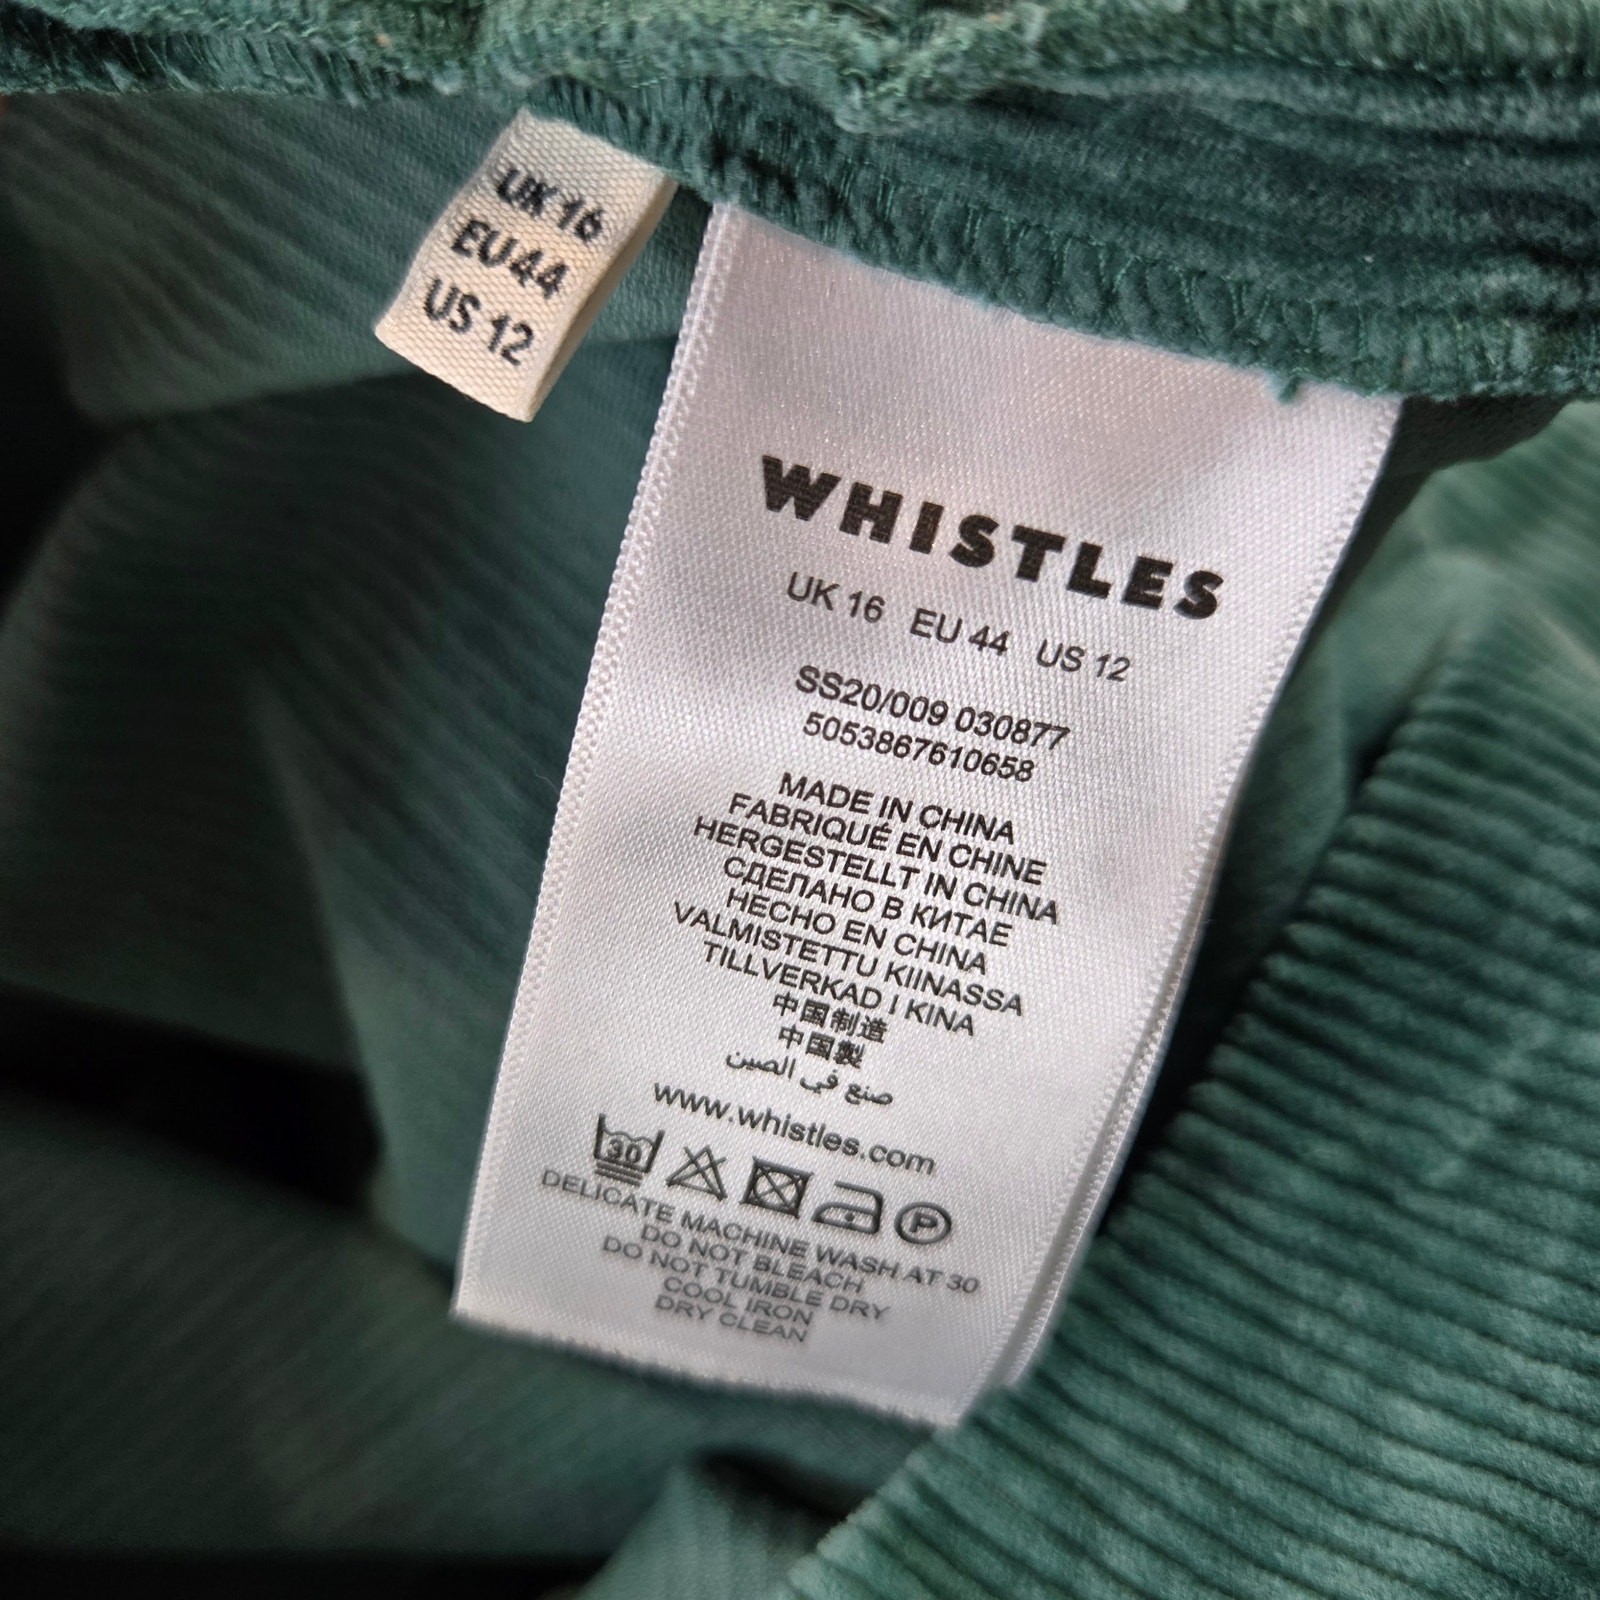 UK 16
EU 44
US 12
WHISTLES
UK 16 EU 44 US 12
SS20/009 030877
5053867610658
MADE IN CHINA
FABRIQUÉ EN CHINE
HERGESTELLT IN CHINA
СДЕЛАНО В КИТАЕ
HECHO EN CHINA
VALMISTETTU KIINASSA
TILLVERKAD I KINA
中国制造
中国製
صنع في الصين
www.whistles.com
30 P
DELICATE MACHINE WASH AT 30
DO NOT BLEACH
DO NOT TUMBLE DRY
COOL IRON
DRY CLEAN